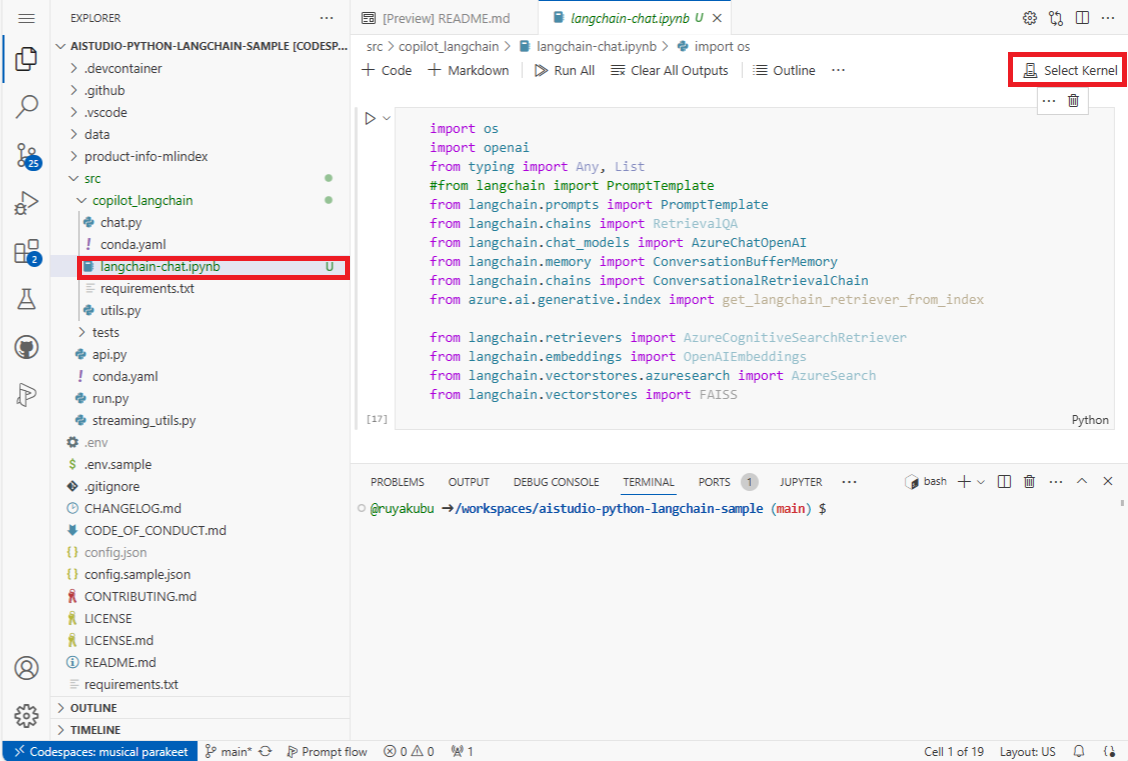 EXPLORER
···
AISTUDIO-PYTHON-LANGCHAIN-SAMPLE [CODESP...
.devcontainer
.github
.vscode
data
product-info-mlindex
src
copilot_langchain
chat.py
! conda.yaml
langchain-chat.ipynb U
requirements.txt
utils.py
tests
api.py
! conda.yaml
run.py
streaming_utils.py
.env
$ .env.sample
.gitignore
CHANGELOG.md
CODE_OF_CONDUCT.md
{} config.json
{} config.sample.json
CONTRIBUTING.md
LICENSE
LICENSE.md
README.md
requirements.txt
OUTLINE
TIMELINE
25
2
[Preview] README.md
langchain-chat.ipynb U
src > copilot_langchain > langchain-chat.ipynb > import os
+ Code + Markdown Run All Clear All Outputs Outline ···
Select Kernel
import os
import openai
from typing import Any, List
#from langchain import PromptTemplate
from langchain.prompts import PromptTemplate
from langchain.chains import RetrievalQA
from langchain.chat_models import AzureChatOpenAI
from langchain.memory import ConversationBufferMemory
from langchain.chains import ConversationalRetrievalChain
from azure.ai.generative.index import get_langchain_retriever_from_index
from langchain.retrievers import AzureCognitiveSearchRetriever
from langchain.embeddings import OpenAIEmbeddings
from langchain.vectorstores.azuresearch import AzureSearch
from langchain.vectorstores import FAISS
[17]
Python
PROBLEMS OUTPUT DEBUG CONSOLE TERMINAL PORTS 1 JUPYTER ···
bash
@ruyakubu →/workspaces/aistudio-python-langchain-sample (main) $
Codespaces: musical parakeet main* Prompt flow 0 0 1
Cell 1 of 19 Layout: US